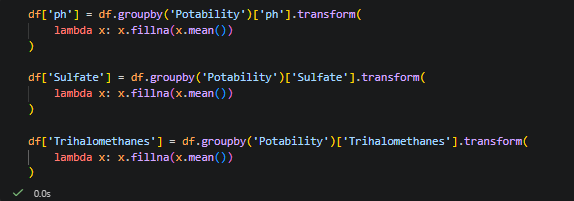 df['ph'] = df.groupby('Potability')['ph'].transform(
    lambda x: x.fillna(x.mean())
)
df['Sulfate'] = df.groupby('Potability')['Sulfate'].transform(
    lambda x: x.fillna(x.mean())
)
df['Trihalomethanes'] = df.groupby('Potability')['Trihalomethanes'].transform(
    lambda x: x.fillna(x.mean())
)
0.0s